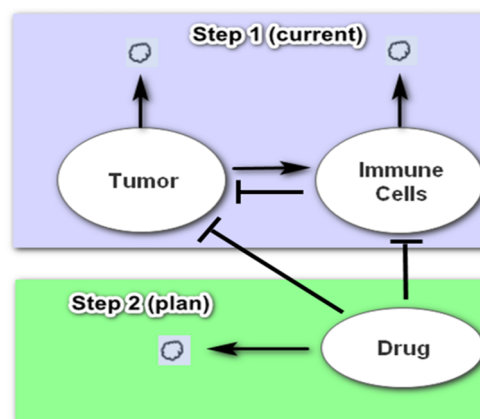 Step 1 (current)
Tumor
Immune
Cells
Step 2 (plan)
Drug